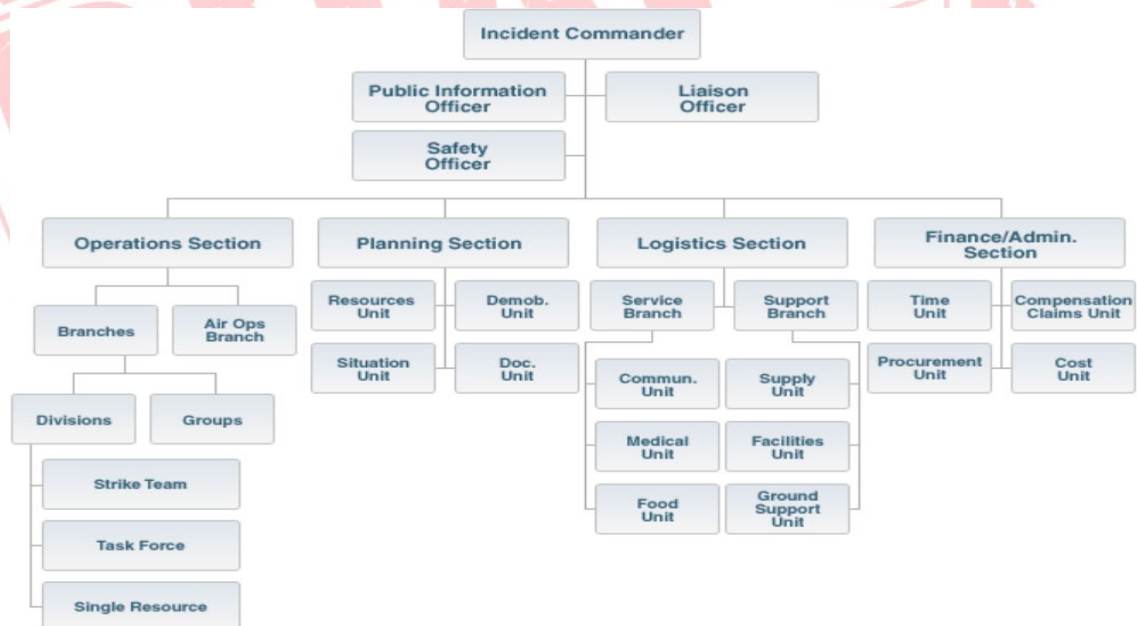 Incident Commander
Public Information
Officer
Liaison
Officer
Safety
Officer
Operations Section
Planning Section
Logistics Section
Finance/Admin.
Section
Branches
Air Ops
Branch
Divisions
Groups
Strike Team
Task Force
Single Resource
Resources
Unit
Demob.
Unit
Situation
Unit
Doc.
Unit
Service
Branch
Support
Branch
Commun.
Unit
Supply
Unit
Medical
Unit
Facilities
Unit
Food
Unit
Ground
Support
Unit
Time
Unit
Compensation
Claims Unit
Procurement
Unit
Cost
Unit